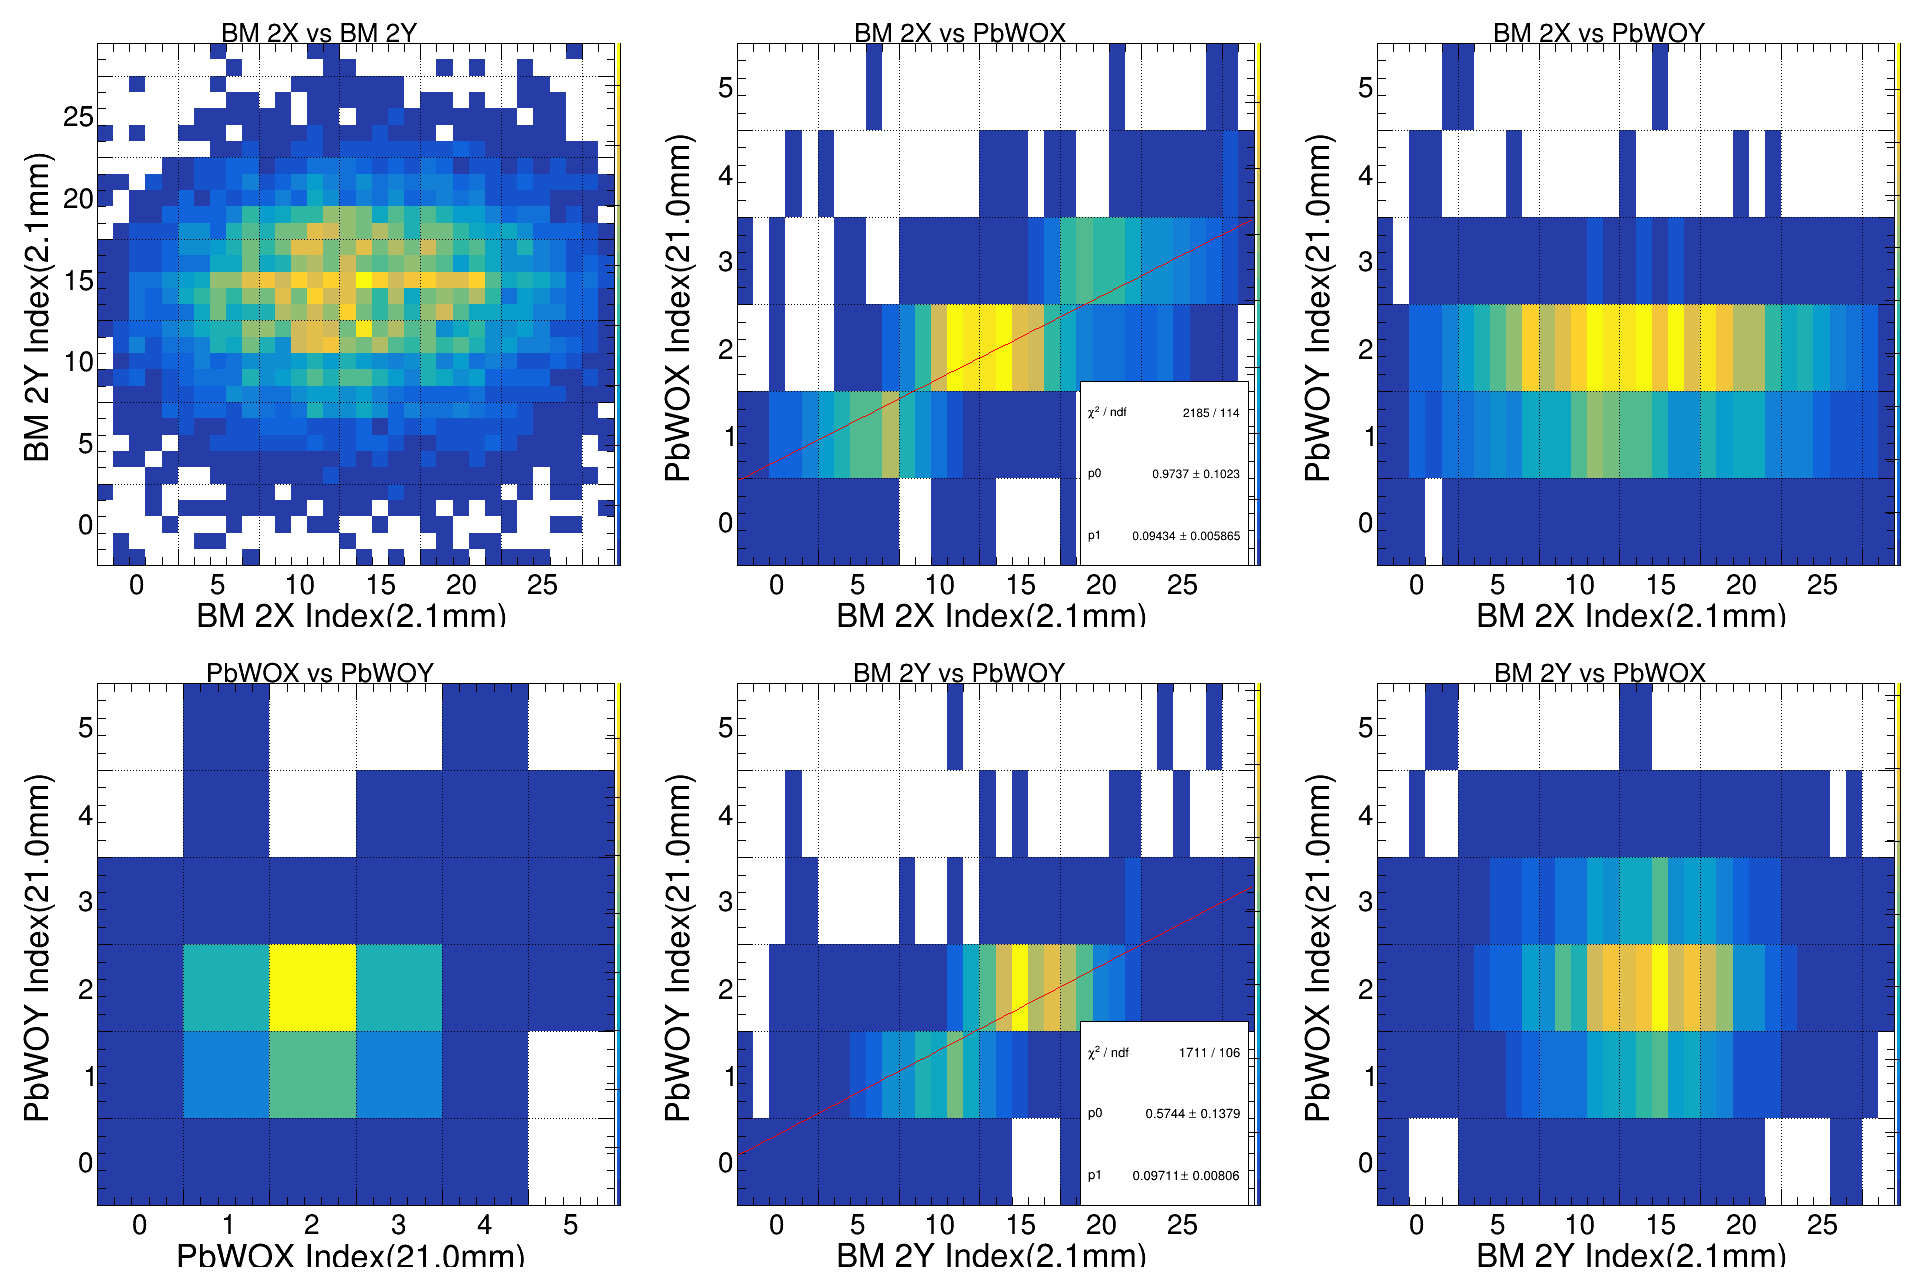 BM 2X vs BM 2Y
BM 2Y Index(2.1mm)
25
20
15
10
5
0
0 5 10 15 20 25
BM 2X Index(2.1mm)
BM 2X vs PbWOX
PbWOX Index(21.0mm)
5
4
3
2
1
0
χ² / ndf 2185 / 114
p0 0.9737 ± 0.1023
p1 0.09434 ± 0.005865
0 5 10 15 20 25
BM 2X Index(2.1mm)
BM 2X vs PbWOY
PbWOY Index(21.0mm)
5
4
3
2
1
0
0 5 10 15 20 25
BM 2X Index(2.1mm)
PbWOX vs PbWOY
PbWOY Index(21.0mm)
5
4
3
2
1
0
0 1 2 3 4 5
PbWOX Index(21.0mm)
BM 2Y vs PbWOY
PbWOY Index(21.0mm)
5
4
3
2
1
0
χ² / ndf 1711 / 106
p0 0.5744 ± 0.1379
p1 0.09711 ± 0.00806
0 5 10 15 20 25
BM 2Y Index(2.1mm)
BM 2Y vs PbWOX
PbWOX Index(21.0mm)
5
4
3
2
1
0
0 5 10 15 20 25
BM 2Y Index(2.1mm)